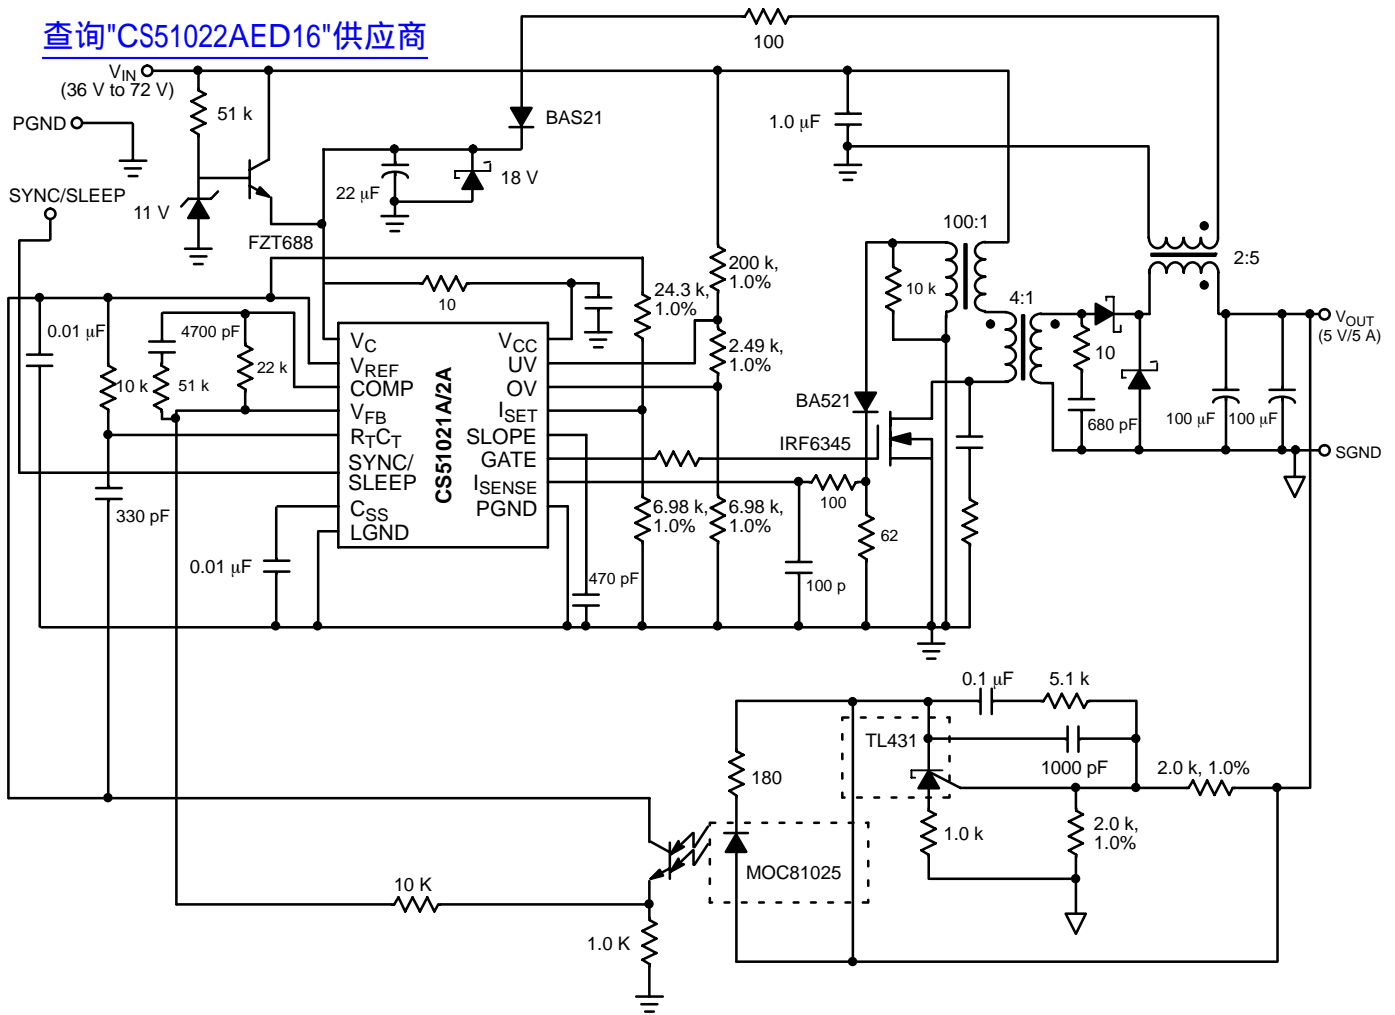 查询"CS51022AED16"供应商
100
VIN
(36 V to 72 V)
51 k
BAS21
1.0 μF
PGND
SYNC/SLEEP
11 V
22 μF
18 V
FZT688
100:1
2:5
200 k,
1.0%
10
24.3 k,
1.0%
10 k
4:1
0.01 μF
4700 pF
VOUT
(5 V/5 A)
2.49 k,
1.0%
10
10 k
51 k
22 k
VC
VREF
COMP
VFB
RTCT
SYNC/
SLEEP
CSS
LGND
CS51021A/2A
VCC
UV
OV
ISET
SLOPE
GATE
ISENSE
PGND
BA521
IRF6345
680 pF
100 μF
100 μF
SGND
330 pF
6.98 k,
1.0%
6.98 k,
1.0%
100
62
0.01 μF
470 pF
100 p
0.1 μF
5.1 k
TL431
1000 pF
2.0 k, 1.0%
180
1.0 k
2.0 k,
1.0%
MOC81025
10 K
1.0 K